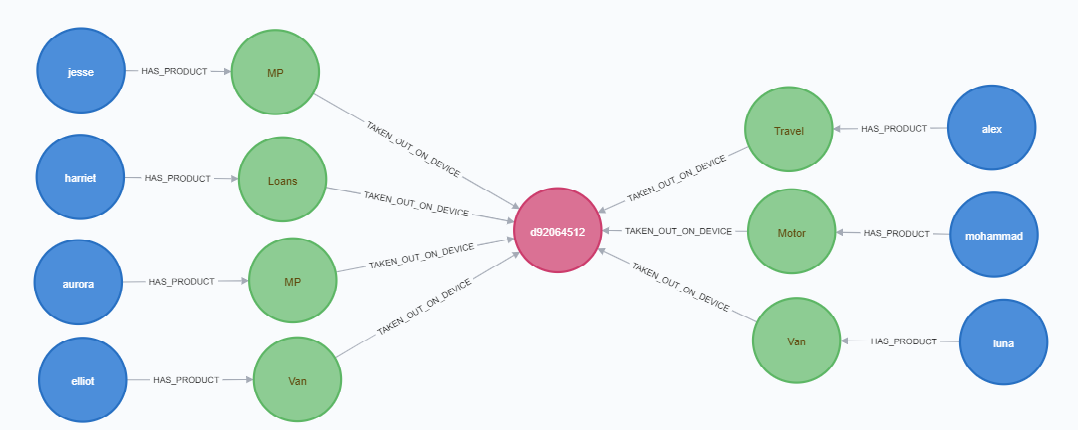 jesse HAS_PRODUCT MP
TAKEN_OUT_ON_DEVICE
harriet HAS_PRODUCT Loans
TAKEN_OUT_ON_DEVICE
aurora HAS_PRODUCT MP
TAKEN_OUT_ON_DEVICE
elliot HAS_PRODUCT Van
TAKEN_OUT_ON_DEVICE
d92064512
Travel HAS_PRODUCT alex
TAKEN_OUT_ON_DEVICE
TAKEN_OUT_ON_DEVICE Motor HAS_PRODUCT mohammad
TAKEN_OUT_ON_DEVICE
Van HAS_PRODUCT luna